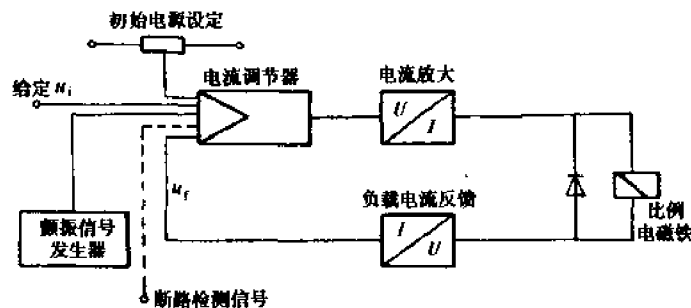 初始电源设定
电流调节器
电流放大
给定 u_i
U
I
u_f
负载电流反馈
I
U
比例
电磁铁
颤振信号
发生器
断路检测信号